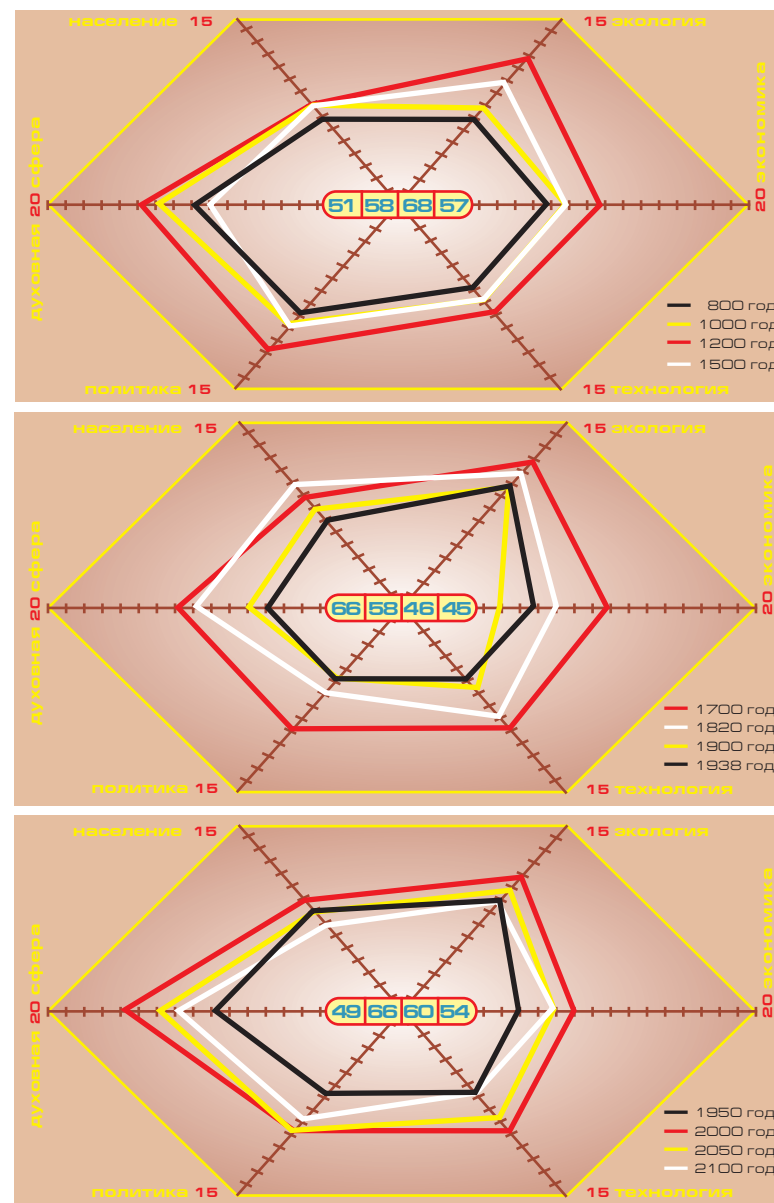 население 15
15 экология
духовная 20 сфера
20 экономика
51 58 68 57
800 год
1000 год
1200 год
1500 год
политика 15
15 технология
население 15
15 экология
духовная 20 сфера
20 экономика
66 58 46 45
1700 год
1820 год
1900 год
1938 год
политика 15
15 технология
население 15
15 экология
духовная 20 сфера
20 экономика
49 66 60 54
1950 год
2000 год
2050 год
2100 год
политика 15
15 технология